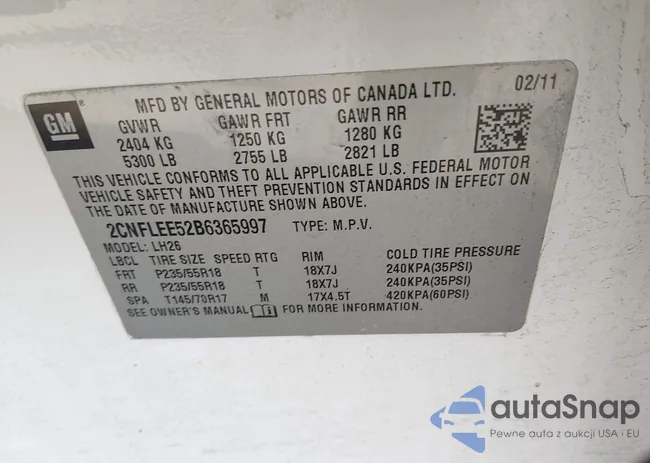 GM
MFD BY GENERAL MOTORS OF CANADA LTD. 02/11
GVWR GAWR FRT GAWR RR
2404 KG 1250 KG 1280 KG
5300 LB 2755 LB 2821 LB
THIS VEHICLE CONFORMS TO ALL APPLICABLE U.S. FEDERAL MOTOR
VEHICLE SAFETY AND THEFT PREVENTION STANDARDS IN EFFECT ON
THE DATE OF MANUFACTURE SHOWN ABOVE.
2CNFLEE52B6365997 TYPE: M.P.V.
MODEL: LH26
LBCL TIRE SIZE SPEED RTG RIM COLD TIRE PRESSURE
FRT P235/55R18 T 18X7J 240KPA(35PSI)
RR P235/55R18 T 18X7J 240KPA(35PSI)
SPA T145/70R17 M 17X4.5T 420KPA(60PSI)
SEE OWNER'S MANUAL FOR MORE INFORMATION.
autaSnap
Pewne auta z aukcji USA i EU